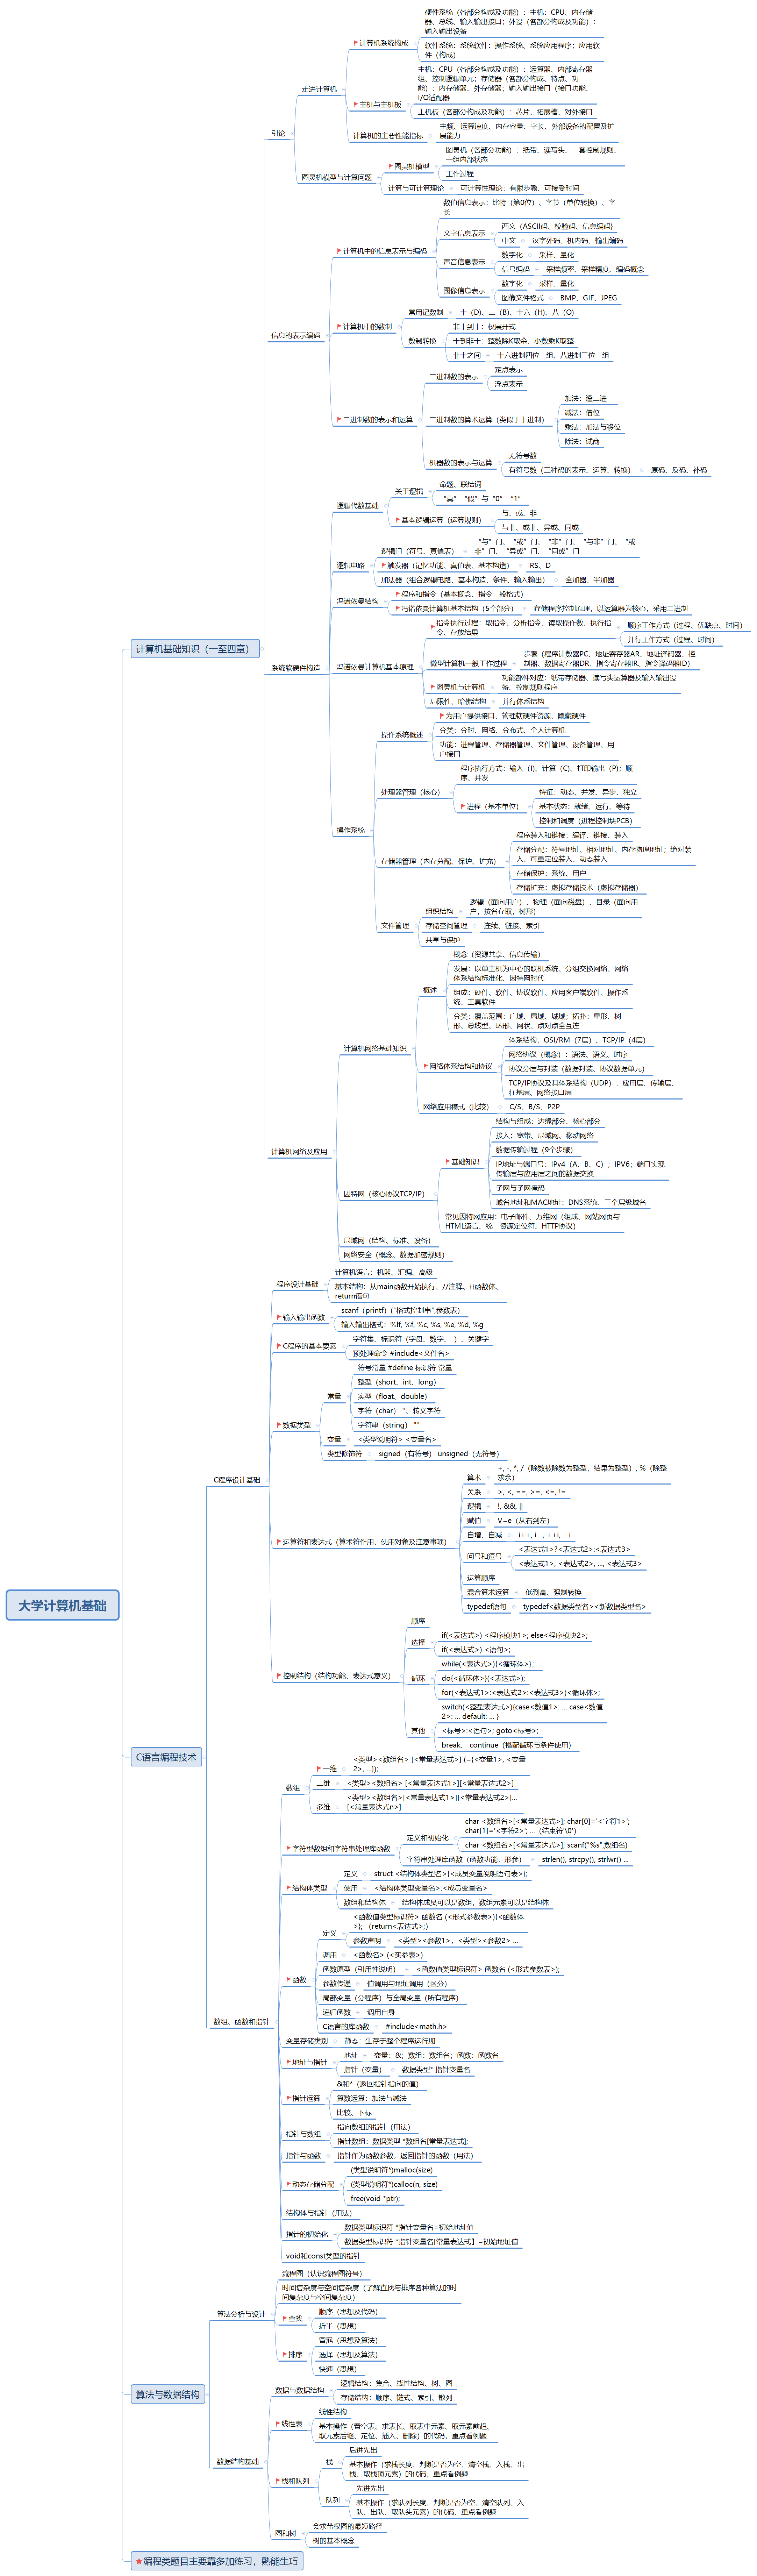 大学计算机基础
计算机基础知识（一至四章）
引论
走进计算机
计算机系统构成
硬件系统（各部分构成及功能）：主机：CPU、内存储
器、总线、输入输出接口；外设（各部分构成及功能）：
输入输出设备
软件系统：系统软件：操作系统、系统应用程序；应用软
件（构成）
主机与主机板
主机：CPU（各部分构成及功能）：运算器、内部寄存器
组、控制逻辑单元；存储器（各部分构成、特点、功
能）：内存储器、外存储器；输入输出接口（接口功能、
I/O适配器
主机板（各部分构成及功能）：芯片、拓展槽、对外接口
计算机的主要性能指标
主频、运算速度、内存容量、字长、外部设备的配置及扩
展能力
图灵机模型与计算问题
图灵机模型
图灵机（各部分功能）：纸带、读写头、一套控制规则、
一组内部状态
工作过程
计算与可计算理论
可计算性理论：有限步骤、可接受时间
信息的表示编码
计算机中的信息表示与编码
数值信息表示：比特（第0位）、字节（单位转换）、字
长
文字信息表示
西文（ASCII码、校验码、信息编码)
中文
汉字外码、机内码、输出编码
声音信息表示
数字化
采样、量化
信号编码
采样频率、采样精度、编码概念
图像信息表示
数字化
采样、量化
图像文件格式
BMP、GIF、JPEG
计算机中的数制
常用记数制
十（D)、二（B)、十六（H)、八（O)
数制转换
非十到十：权展开式
十到非十：整数除K取余、小数乘K取整
非十之间
十六进制四位一组、八进制三位一组
二进制数的表示和运算
二进制数的表示
定点表示
浮点表示
二进制数的算术运算（类似于十进制）
加法：逢二进一
减法：借位
乘法：加法与移位
除法：试商
机器数的表示与运算
无符号数
有符号数（三种码的表示、运算、转换）
原码、反码、补码
系统软硬件构造
逻辑代数基础
关于逻辑
命题、联结词
“真” “假”与“0” “1”
基本逻辑运算（运算规则）
与、或、非
与非、或非、异或、同或
逻辑电路
逻辑门（符号、真值表）
“与”门、“或”门、“非”门、“与非”门、“或
非”门、“异或”门、“同或”门
触发器（记忆功能、真值表、基本构造）
RS、D
加法器（组合逻辑电路、基本构造、条件、输入输出）
全加器、半加器
冯诺依曼结构
程序和指令（基本概念、指令一般格式）
冯诺依曼计算机基本结构（5个部分）
存储程序控制原理，以运算器为核心，采用二进制
冯诺依曼计算机基本原理
指令执行过程：取指令、分析指令、读取操作数、执行指
令、存放结果
顺序工作方式（过程、优缺点、时间）
并行工作方式（过程、时间）
微型计算机一般工作过程
步骤（程序计数器PC、地址寄存器AR、地址译码器、控
制器、数据寄存器DR、指令寄存器IR、指令译码器ID）
图灵机与计算机
功能部件对应：纸带存储器、读写头运算器及输入输出设
备、控制规则程序
局限性、哈佛结构
并行体系结构
操作系统
操作系统概述
为用户提供接口、管理软硬件资源、隐藏硬件
分类：分时、网络、分布式、个人计算机
功能：进程管理、存储器管理、文件管理、设备管理、用
户接口
处理器管理（核心）
程序执行方式：输入（I)、计算（C)、打印输出（P)；顺
序、并发
进程（基本单位）
特征：动态、并发、异步、独立
基本状态：就绪、运行、等待
控制和调度（进程控制块PCB）
存储器管理（内存分配、保护、扩充）
程序装入和链接：编译、链接、装入
存储分配：符号地址、相对地址、内存物理地址；绝对装
入、可重定位装入、动态装入
存储保护：系统、用户
存储扩充：虚拟存储技术（虚拟存储器）
文件管理
组织结构
逻辑（面向用户）、物理（面向磁盘）、目录（面向用
户，按名存取，树形）
存储空间管理
连续、链接、索引
共享与保护
计算机网络及应用
计算机网络基础知识
概述
概念（资源共享、信息传输）
发展：以单主机为中心的联机系统、分组交换网络、网络
体系结构标准化、因特网时代
组成：硬件、软件、协议软件、应用客户端软件、操作系
统、工具软件
分类：覆盖范围：广域、局域、城域；拓扑：星形、树
形、总线型、环形、网状、点对点全互连
网络体系结构和协议
体系结构：OSI/RM（7层）、TCP/IP（4层）
网络协议（概念）：语法、语义、时序
协议分层与封装（数据封装、协议数据单元）
TCP/IP协议及其体系结构（UDP）：应用层、传输层、
往基层、网络接口层
网络应用模式（比较）
C/S、B/S、P2P
因特网（核心协议TCP/IP）
基础知识
结构与组成：边缘部分、核心部分
接入：宽带、局域网、移动网络
数据传输过程（9个步骤）
IP地址与端口号：IPv4（A、B、C）；IPV6；端口实现
传输层与应用层之间的数据交换
子网与子网掩码
域名地址和MAC地址：DNS系统、三个层级域名
常见因特网应用：电子邮件、万维网（组成、网站网页与
HTML语言、统一资源定位符、HTTP协议）
局域网（结构、标准、设备）
网络安全（概念、数据加密规则）
C语言编程技术
C程序设计基础
程序设计基础
计算机语言：机器、汇编、高级
基本结构：从main函数开始执行、//注释、{}函数体、
return语句
输入输出函数
scanf（printf）("格式控制串",参数表）
输入输出格式：%lf, %f, %c, %s, %e, %d, %g
C程序的基本要素
字符集、标识符（字母、数字、_）、关键字
预处理命令 #include<文件名>
数据类型
常量
符号常量 #define 标识符 常量
整型（short、int、long）
实型（float、double）
字符（char）''、转义字符
字符串（string）""
变量
<类型说明符> <变量名>
类型修饰符
signed（有符号） unsigned（无符号）
运算符和表达式（算术符作用、使用对象及注意事项）
算术
+, -, *, /（除数被除数为整型，结果为整型）, %（除整
求余）
关系
>, <, ==, >=, <=, !=
逻辑
!, &&, ||
赋值
V=e（从右到左）
自增、自减
i++, i--, ++i, --i
问号和逗号
<表达式1>?<表达式2>:<表达式3>
<表达式1>, <表达式2>, ..., <表达式3>
运算顺序
混合算术运算
低到高、强制转换
typedef语句
typedef<数据类型名><新数据类型名>
控制结构（结构功能、表达式意义）
顺序
选择
if(<表达式>) <程序模块1>; else<程序模块2>;
if(<表达式>) <语句>;
循环
while(<表达式>){<循环体>};
do{<循环体>}(<表达式>);
for(<表达式1>:<表达式2>:<表达式3>)<循环体>;
其他
switch(<整型表达式>){case<数值1>: ... case<数值
2>: ... default: ... }
<标号>:<语句>; goto<标号>;
break、 continue（搭配循环与条件使用）
数组、函数和指针
数组
一维
<类型><数组名> [<常量表达式>] {={<变量1>, <变量
2>, ...}};
二维
<类型><数组名> [<常量表达式1>][<常量表达式2>]
多维
<类型><数组名>[<常量表达式1>][<常量表达式2>]...
[<常量表达式n>]
字符型数组和字符串处理库函数
定义和初始化
char <数组名>[<常量表达式>]; char[0]='<字符1>';
char[1]='<字符2>'; ...（结束符'\0'）
char <数组名>[<常量表达式>]; scanf("%s",数组名)
字符串处理库函数（函数功能，形参）
strlen(), strcpy(), strlwr() ...
结构体类型
定义
struct <结构体类型名>{<成员变量说明语句表>};
使用
<结构体类型变量名>.<成员变量名>
数组和结构体
结构体成员可以是数组，数组元素可以是结构体
函数
定义
<函数值类型标识符> 函数名 (<形式参数表>){<函数体
>}; （return<表达式>;）
参数声明
<类型><参数1>，<类型><参数2> ...
调用
<函数名> (<实参表>)
函数原型（引用性说明）
<函数值类型标识符> 函数名 (<形式参数表>);
参数传递
值调用与地址调用（区分）
局部变量（分程序）与全局变量（所有程序）
递归函数
调用自身
C语言的库函数
#include<math.h>
变量存储类别
静态：生存于整个程序运行期
地址与指针
地址
变量：&；数组：数组名；函数：函数名
指针（变量）
数据类型* 指针变量名
指针运算
&和*（返回指针指向的值）
算数运算：加法与减法
比较、下标
指针与数组
指向数组的指针（用法）
指针数组：数据类型 *数组名[常量表达式];
指针与函数
指针作为函数参数，返回指针的函数（用法）
动态存储分配
(类型说明符*)malloc(size)
(类型说明符*)calloc(n, size)
free(void *ptr);
结构体与指针（用法）
指针的初始化
数据类型标识符 *指针变量名=初始地址值
数据类型标识符 *指针变量名[常量表达式】=初始地址值
void和const类型的指针
算法与数据结构
算法分析与设计
流程图（认识流程图符号）
时间复杂度与空间复杂度（了解查找与排序各种算法的时
间复杂度与空间复杂度）
查找
顺序（思想及代码）
折半（思想）
排序
冒泡（思想及算法）
选择（思想及算法）
快速（思想）
数据结构基础
数据与数据结构
逻辑结构：集合、线性结构、树、图
存储结构：顺序、链式、索引、散列
线性表
线性结构
基本操作（置空表、求表长、取表中元素、取元素前趋、
取元素后继、定位、插入、删除）的代码，重点看例题
栈和队列
栈
后进先出
基本操作（求栈长度、判断是否为空、清空栈、入栈、出
栈、取栈顶元素）的代码，重点看例题
队列
先进先出
基本操作（求队列长度、判断是否为空、清空队列、入
队、出队、取队头元素）的代码、重点看例题
图和树
会求带权图的最短路径
树的基本概念
编程类题目主要靠多加练习，熟能生巧